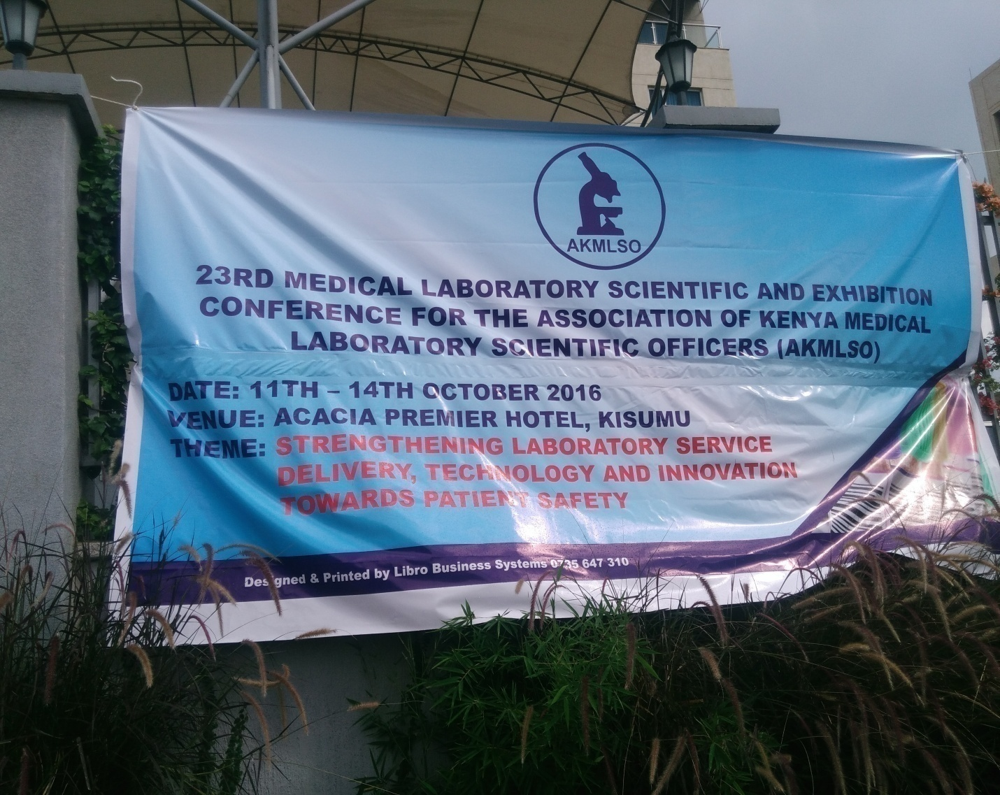 AKMLSO
23RD MEDICAL LABORATORY SCIENTIFIC AND EXHIBITION
CONFERENCE FOR THE ASSOCIATION OF KENYA MEDICAL
LABORATORY SCIENTIFIC OFFICERS (AKMLSO)
DATE: 11TH – 14TH OCTOBER 2016
VENUE: ACACIA PREMIER HOTEL, KISUMU
THEME: STRENGTHENING LABORATORY SERVICE
DELIVERY, TECHNOLOGY AND INNOVATION
TOWARDS PATIENT SAFETY
Designed & Printed by Libro Business Systems 0735 647 310